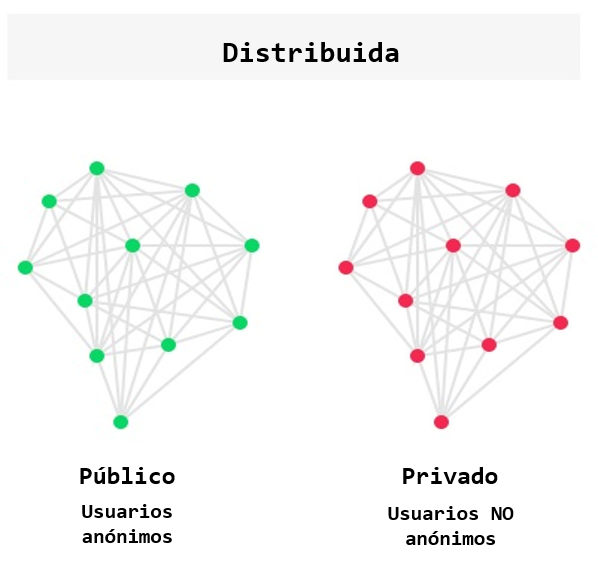 Distribuida
Público
Usuarios
anónimos
Privado
Usuarios NO
anónimos